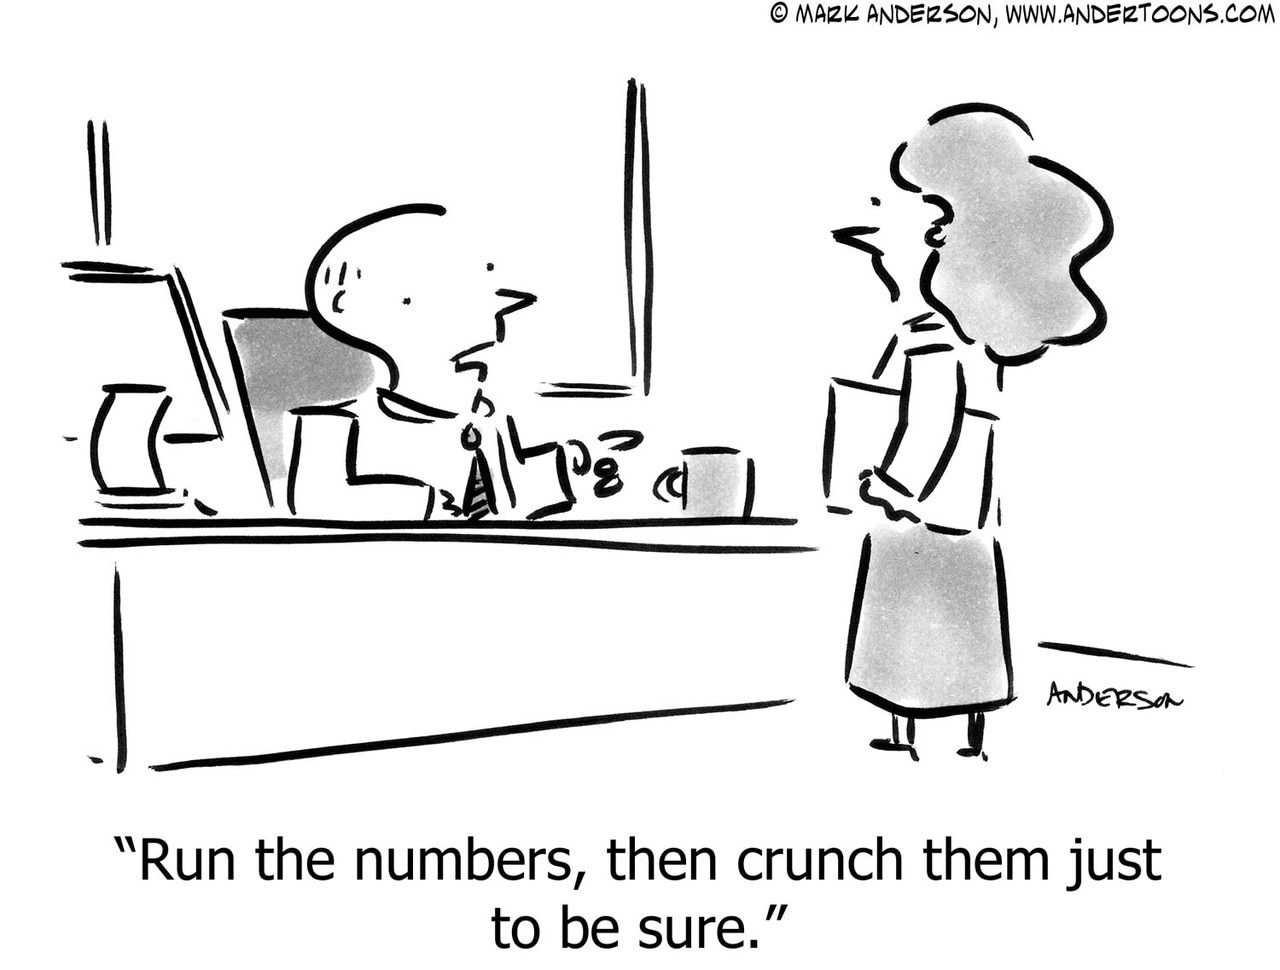 © MARK ANDERSON, WWW.ANDERTOONS.COM
ANDERSON
“Run the numbers, then crunch them just
to be sure.”